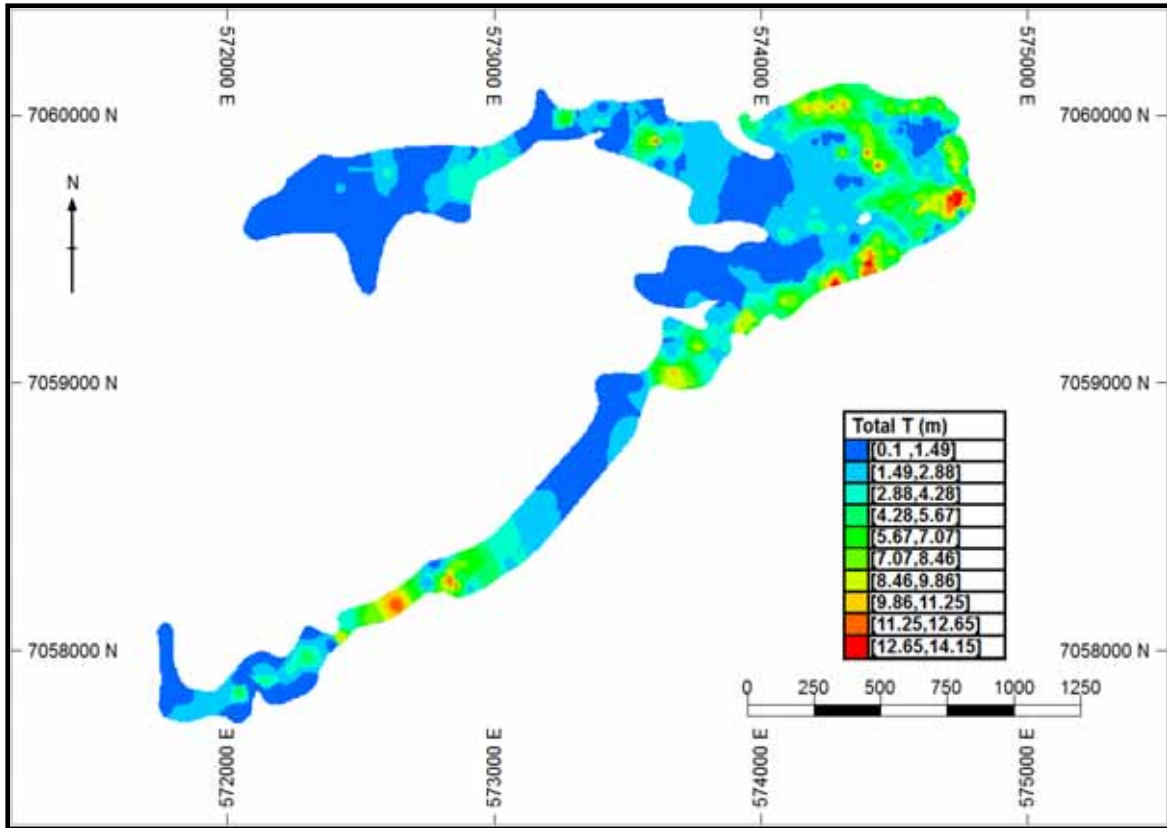 572000 E
573000 E
574000 E
575000 E
7060000 N
7060000 N
N
7059000 N
7059000 N
Total T (m)
[0.1 ,1.49]
[1.49,2.88]
[2.88,4.28]
[4.28,5.67]
[5.67,7.07]
[7.07,8.46]
[8.46,9.86]
[9.86,11.25]
[11.25,12.65]
[12.65,14.15]
7058000 N
7058000 N
0 250 500 750 1000 1250
572000 E
573000 E
574000 E
575000 E